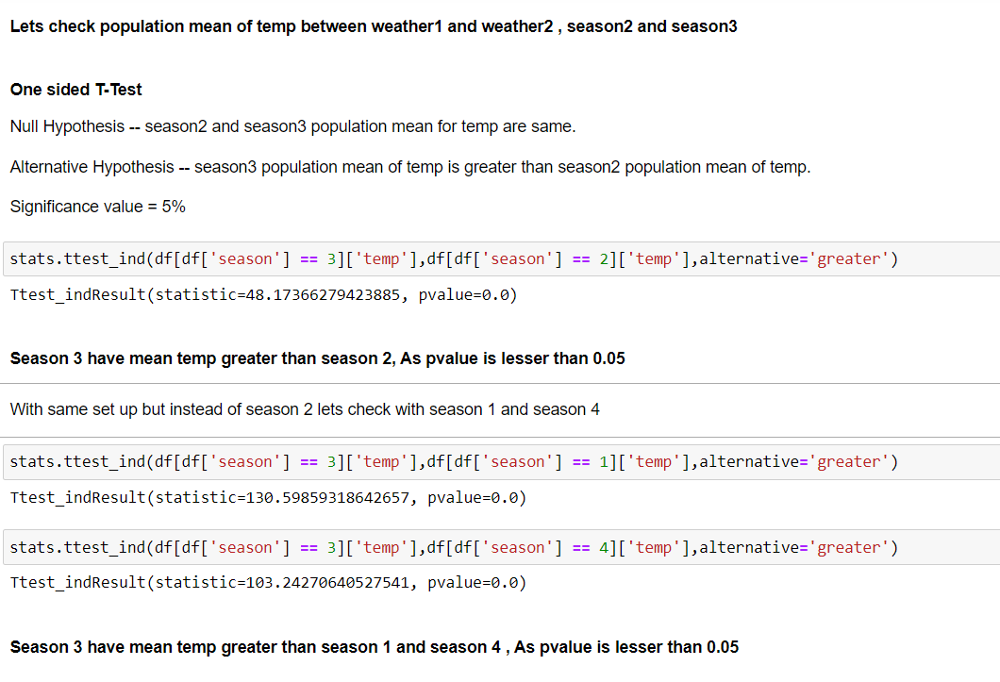 Lets check population mean of temp between weather1 and weather2 , season2 and season3
One sided T-Test
Null Hypothesis -- season2 and season3 population mean for temp are same.
Alternative Hypothesis -- season3 population mean of temp is greater than season2 population mean of temp.
Significance value = 5%
stats.ttest_ind(df[df['season'] == 3]['temp'],df[df['season'] == 2]['temp'],alternative='greater')
Ttest_indResult(statistic=48.17366279423885, pvalue=0.0)
Season 3 have mean temp greater than season 2, As pvalue is lesser than 0.05
With same set up but instead of season 2 lets check with season 1 and season 4
stats.ttest_ind(df[df['season'] == 3]['temp'],df[df['season'] == 1]['temp'],alternative='greater')
Ttest_indResult(statistic=130.59859318642657, pvalue=0.0)
stats.ttest_ind(df[df['season'] == 3]['temp'],df[df['season'] == 4]['temp'],alternative='greater')
Ttest_indResult(statistic=103.24270640527541, pvalue=0.0)
Season 3 have mean temp greater than season 1 and season 4 , As pvalue is lesser than 0.05